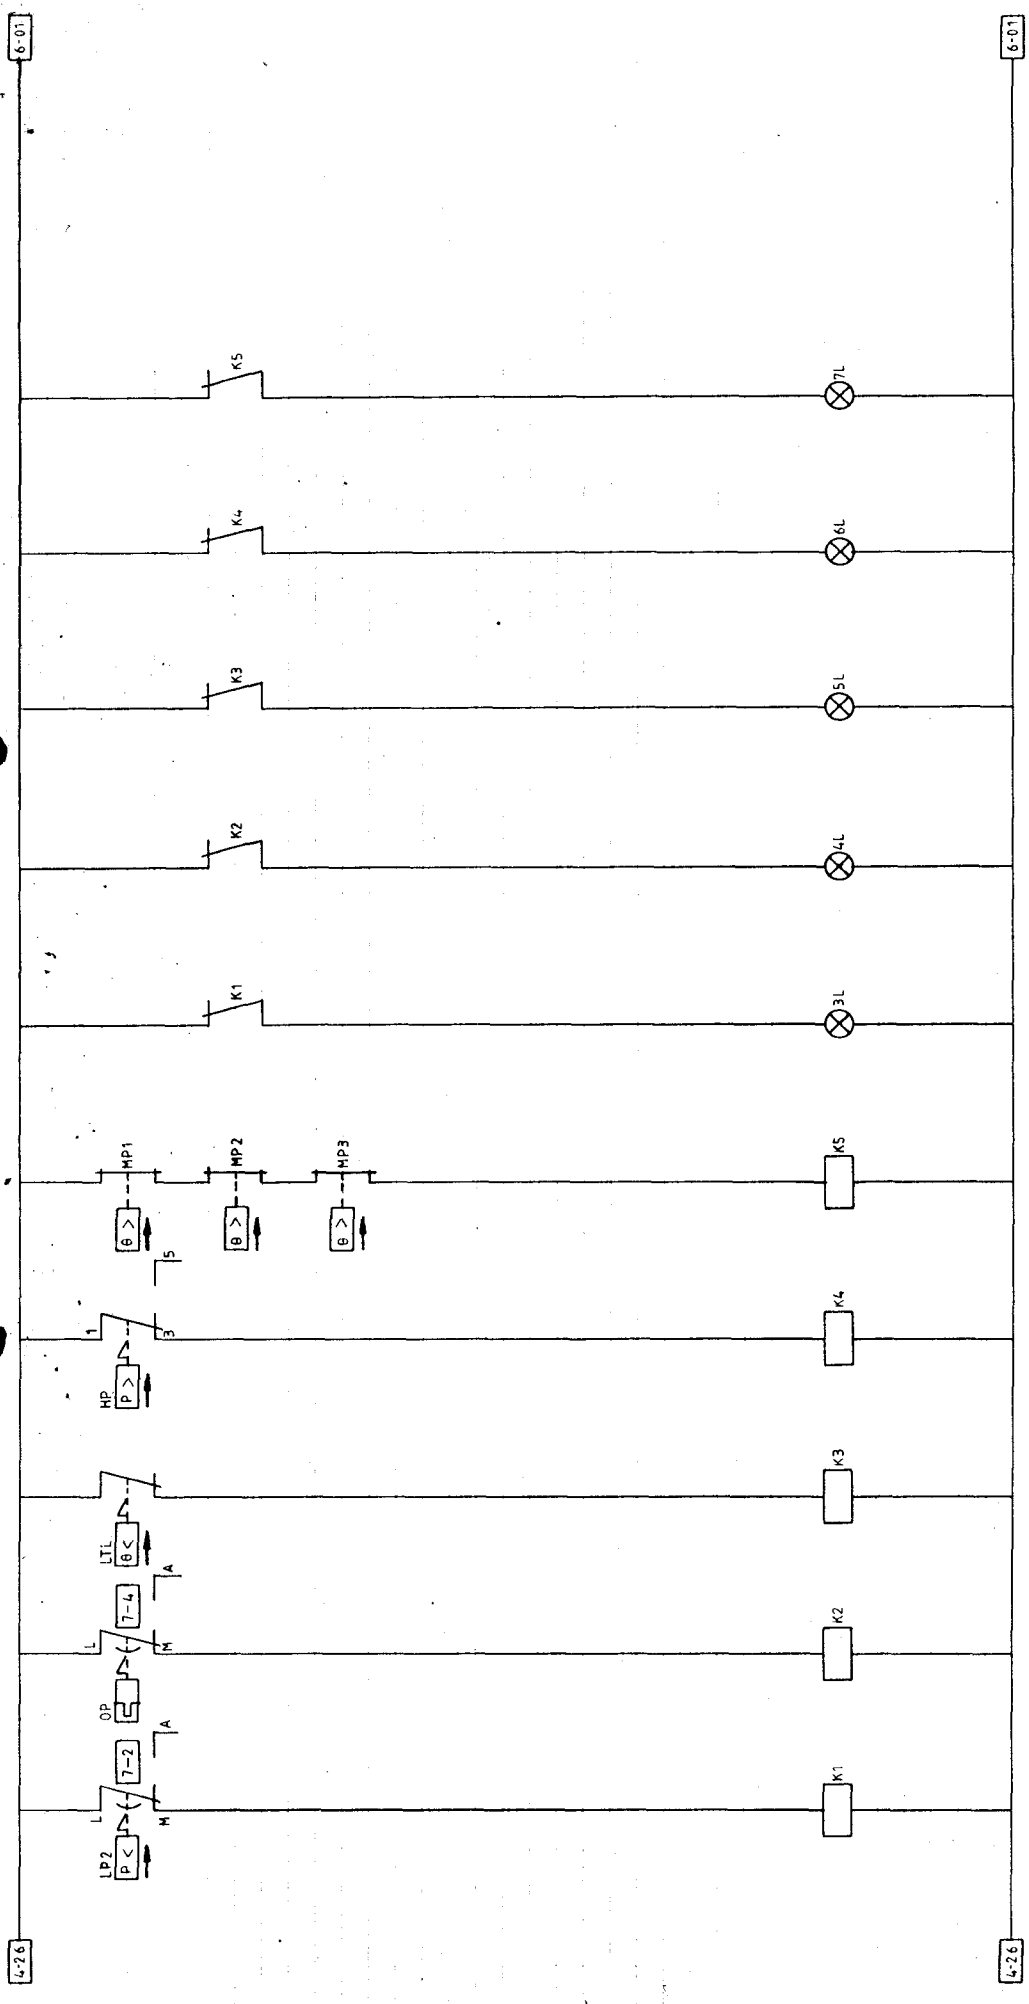 6-01
6-01
K5
7L
K4
6L
K3
5L
K2
4L
K1
3L
MP1
θ >
MP2
θ >
MP3
θ >
K5
5
1
3
HP
P >
K4
LTL
θ <
K3
A
7-4
L
M
OP
K2
A
7-2
L
M
LP2
P <
K1
4-26
4-26